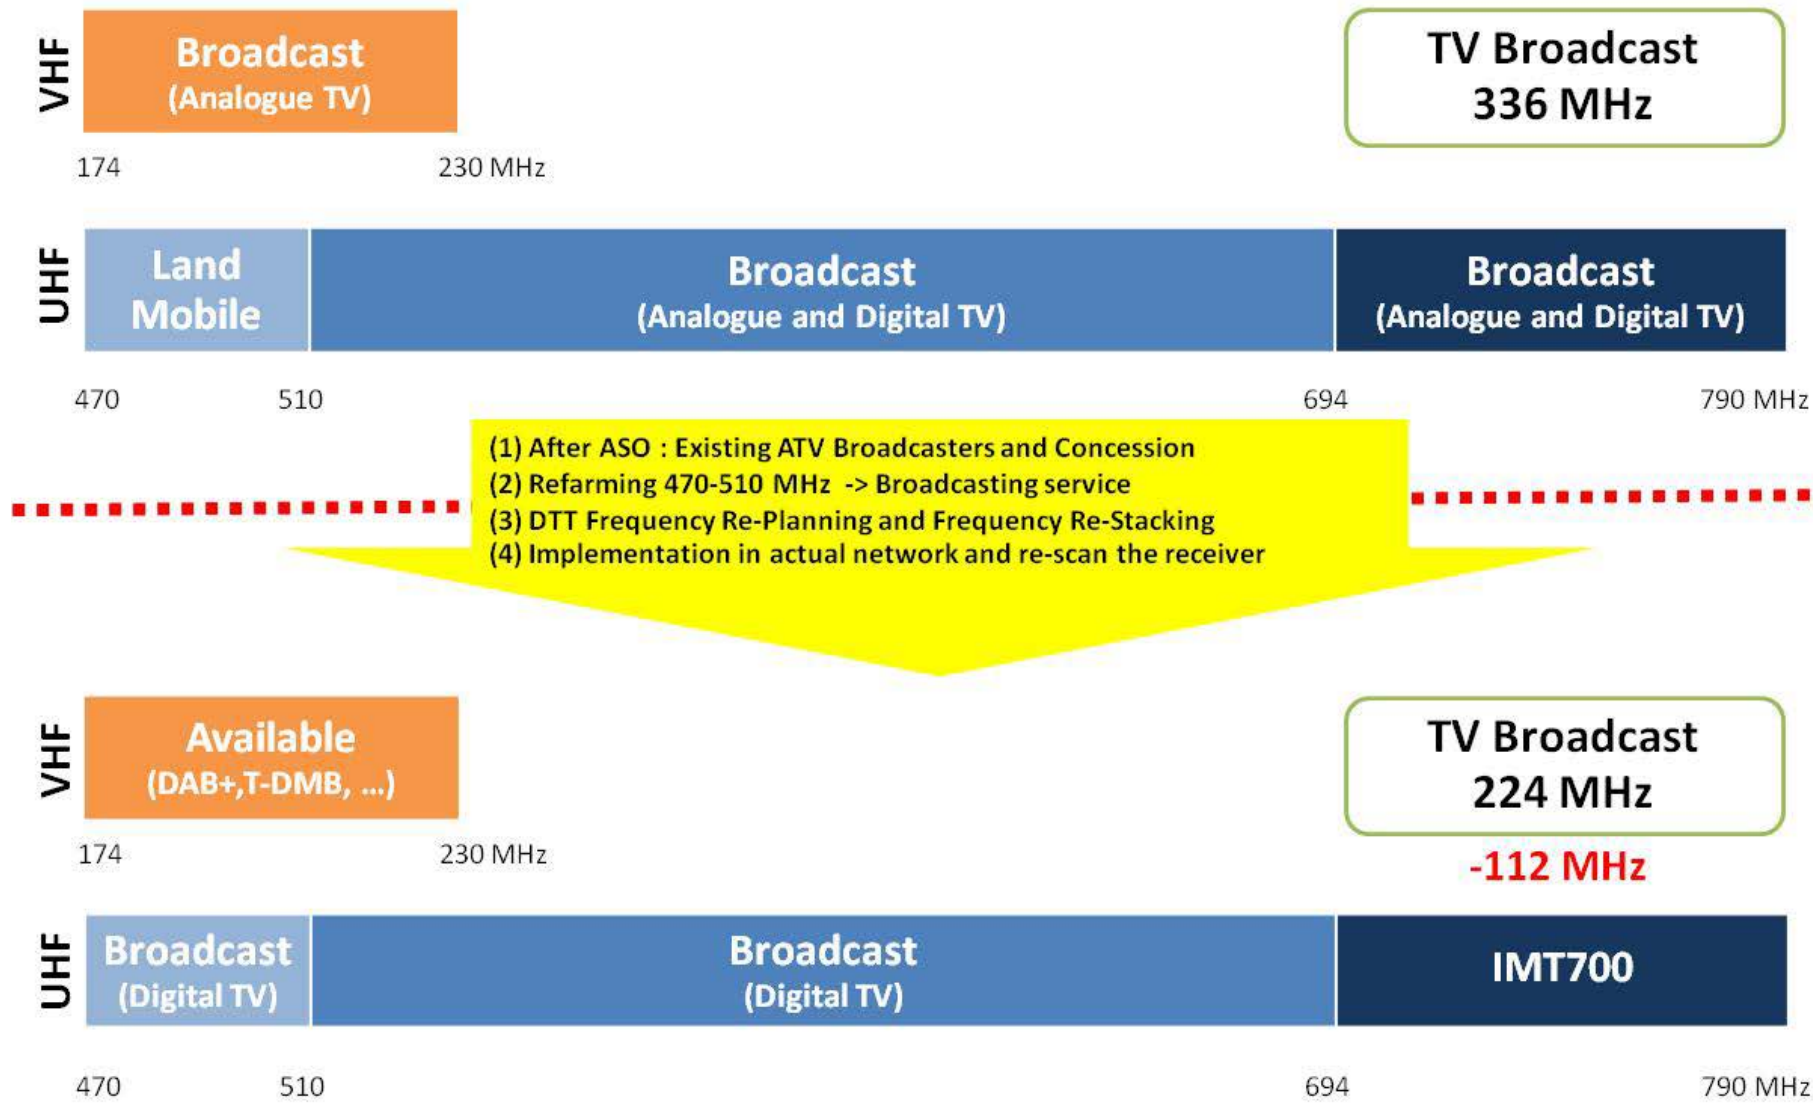 VHF
Broadcast
(Analogue TV)
174
230 MHz
TV Broadcast
336 MHz
UHF
Land
Mobile
Broadcast
(Analogue and Digital TV)
Broadcast
(Analogue and Digital TV)
470
510
694
790 MHz
(1) After ASO : Existing ATV Broadcasters and Concession
(2) Refarming 470-510 MHz -> Broadcasting service
(3) DTT Frequency Re-Planning and Frequency Re-Stacking
(4) Implementation in actual network and re-scan the receiver
VHF
Available
(DAB+,T-DMB, ...)
174
230 MHz
TV Broadcast
224 MHz
-112 MHz
UHF
Broadcast
(Digital TV)
Broadcast
(Digital TV)
IMT700
470
510
694
790 MHz